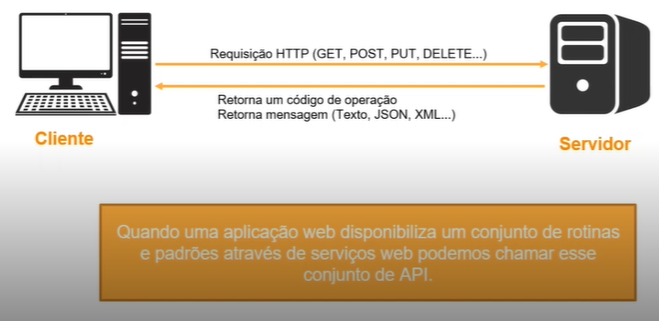 Requisição HTTP (GET, POST, PUT, DELETE...)
Retorna um código de operação
Retorna mensagem (Texto, JSON, XML...)
Cliente
Servidor
Quando uma aplicação web disponibiliza um conjunto de rotinas
e padrões através de serviços web podemos chamar esse
conjunto de API.